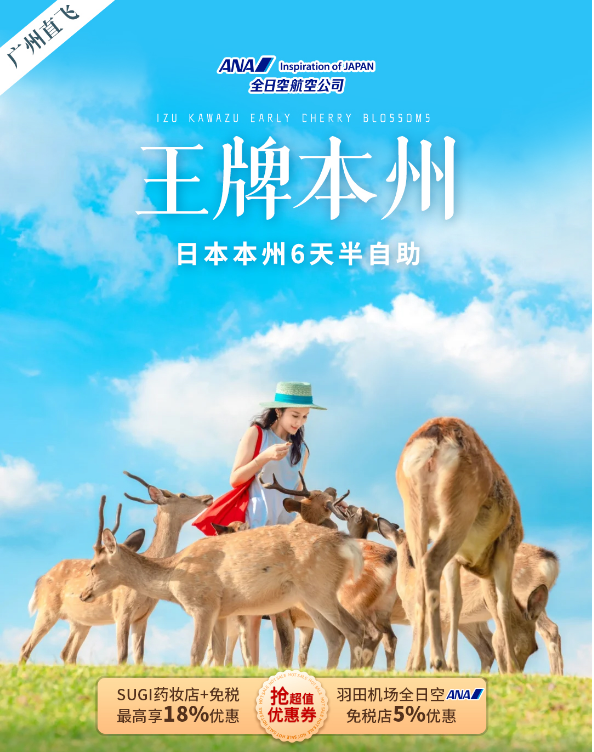 广州直飞
ANA Inspiration of JAPAN
全日空航空公司
IZU KAWAZU EARLY CHERRY BLOSSOMS
王牌本州
日本本州6天半自助
SUGI药妆店+免税
最高享18%优惠
抢超值
优惠券
羽田机场全日空ANA
免税店5%优惠